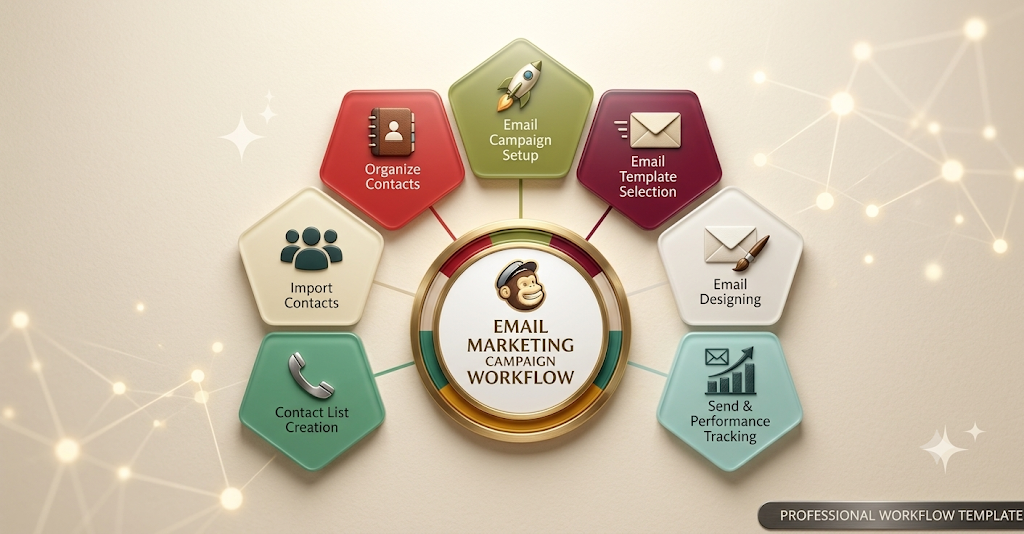 Email
Campaign
Setup
Organize
Contacts
Email
Template
Selection
Import
Contacts
Email
Designing
EMAIL
MARKETING
CAMPAIGN
WORKFLOW
Contact List
Creation
Send &
Performance
Tracking
PROFESSIONAL WORKFLOW TEMPLATE